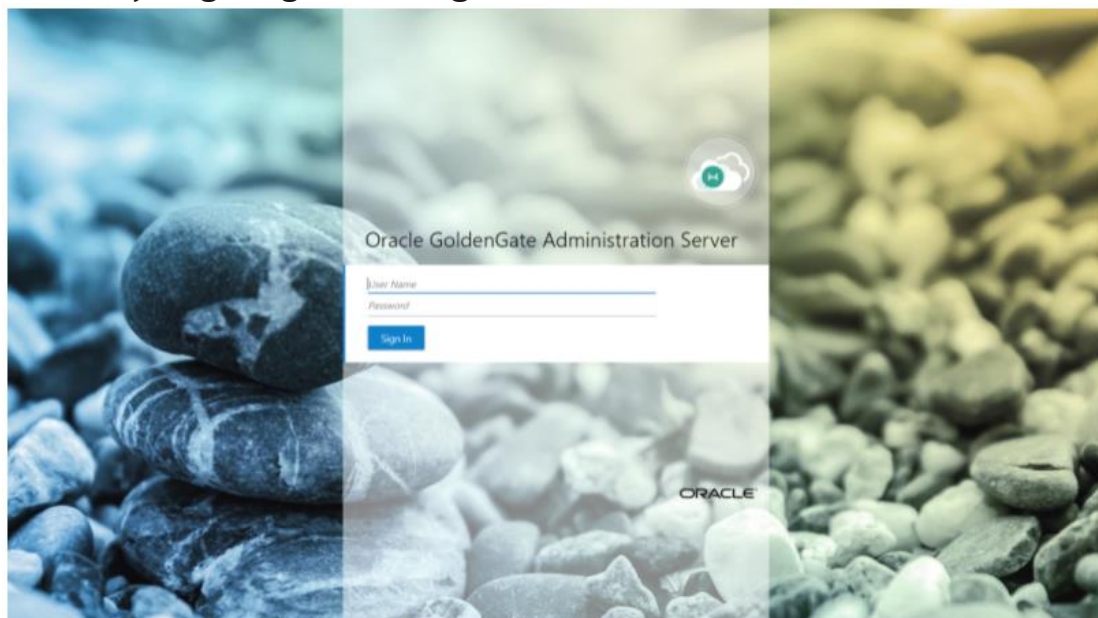 Oracle GoldenGate Administration Server
User Name
Password
Sign In
ORACLE